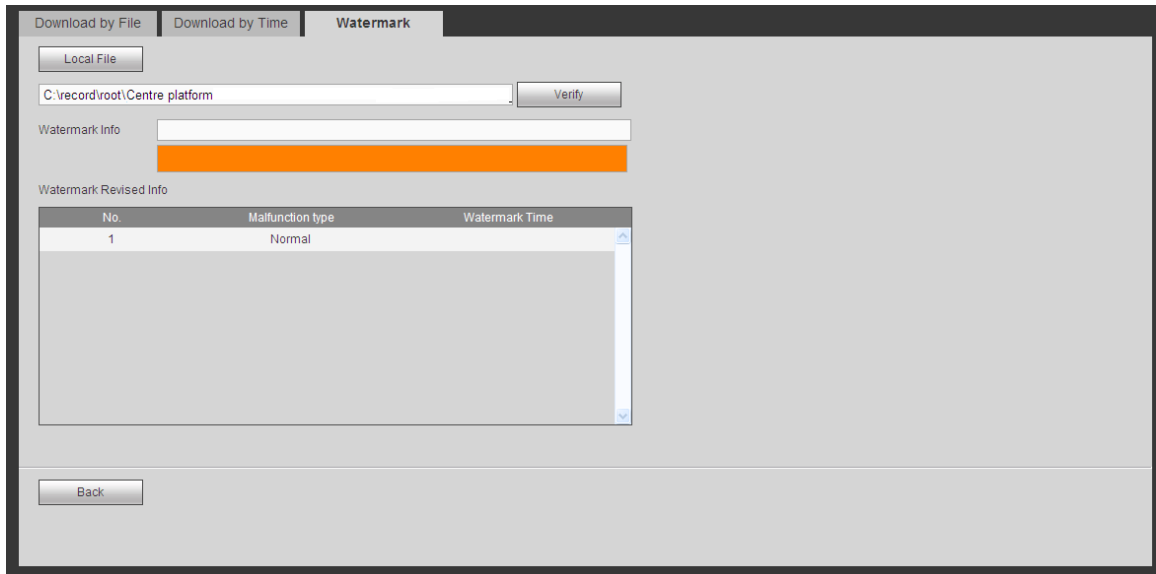 Download by File Download by Time Watermark
Local File
C:\record\root\Centre platform Verify
Watermark Info
Watermark Revised Info
No. Malfunction type Watermark Time
1 Normal
Back